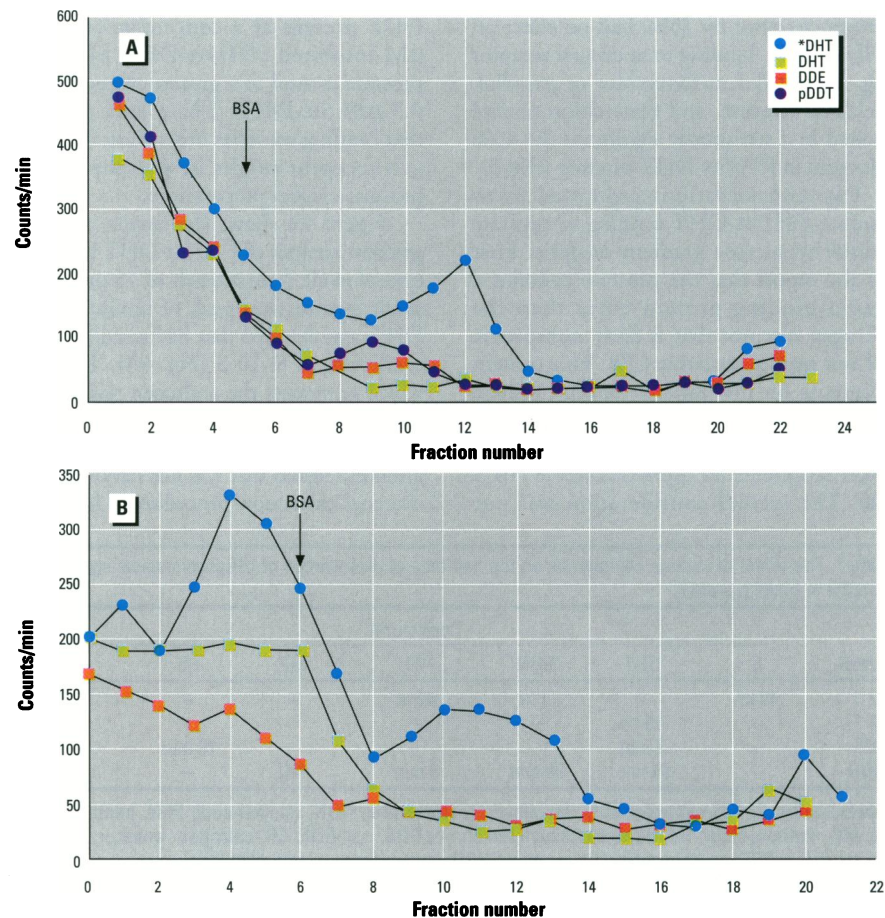 A
600
500
400
300
200
100
0
Counts/min
BSA
*DHT
DHT
DDE
pDDT
0 2 4 6 8 10 12 14 16 18 20 22 24
Fraction number
B
350
300
250
200
150
100
50
0
Counts/min
BSA
0 2 4 6 8 10 12 14 16 18 20 22
Fraction number